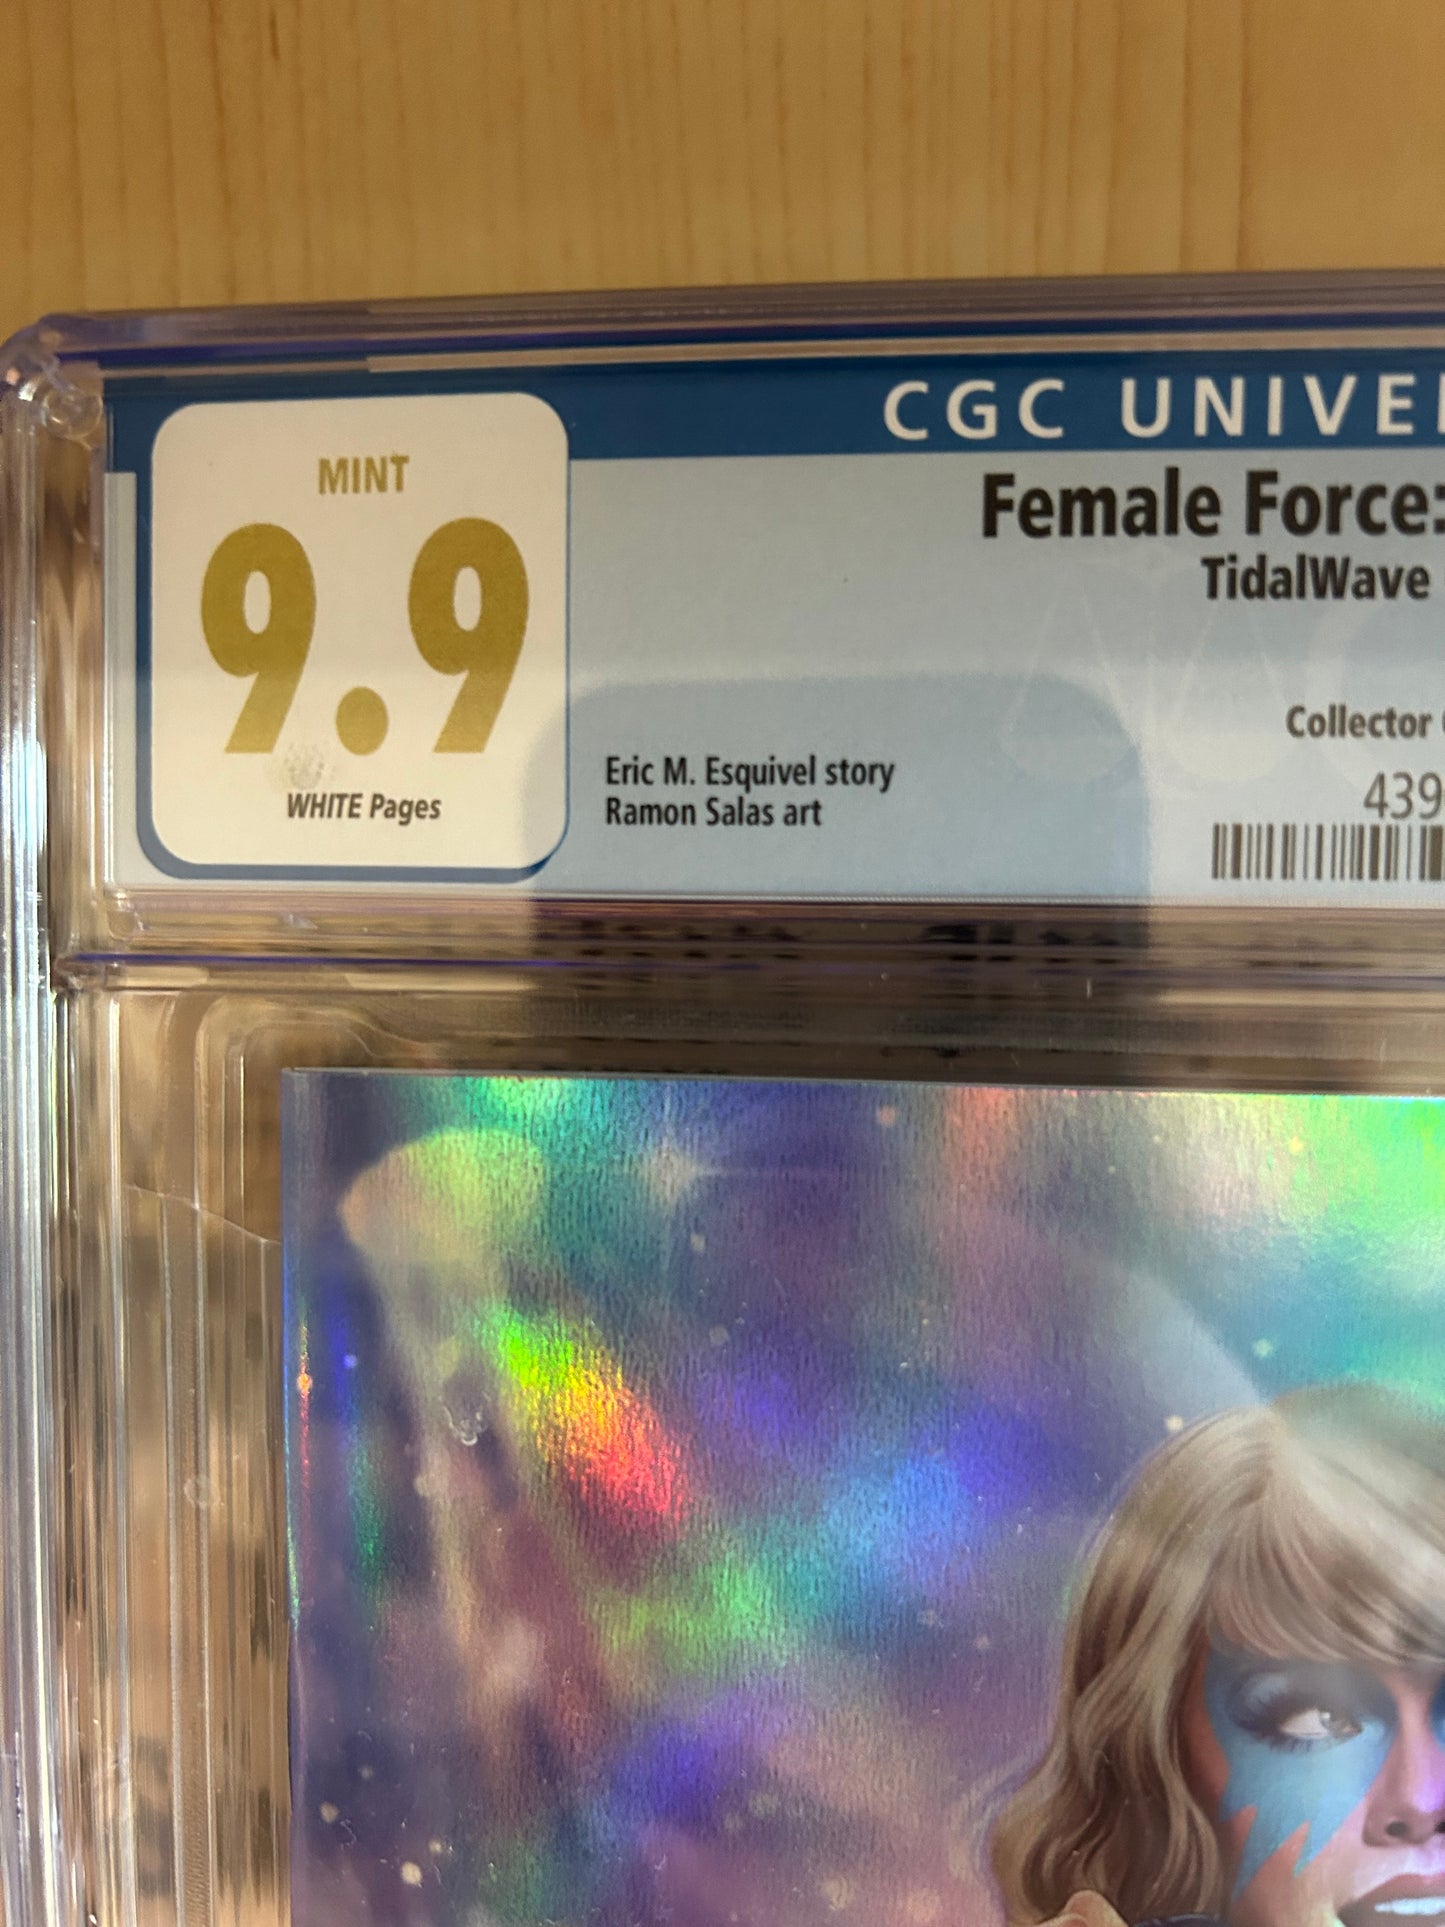 CGC UNIVE
MINT
9.9
WHITE Pages
Female Force:
TidalWave
Eric M. Esquivel story
Ramon Salas art
Collector
439